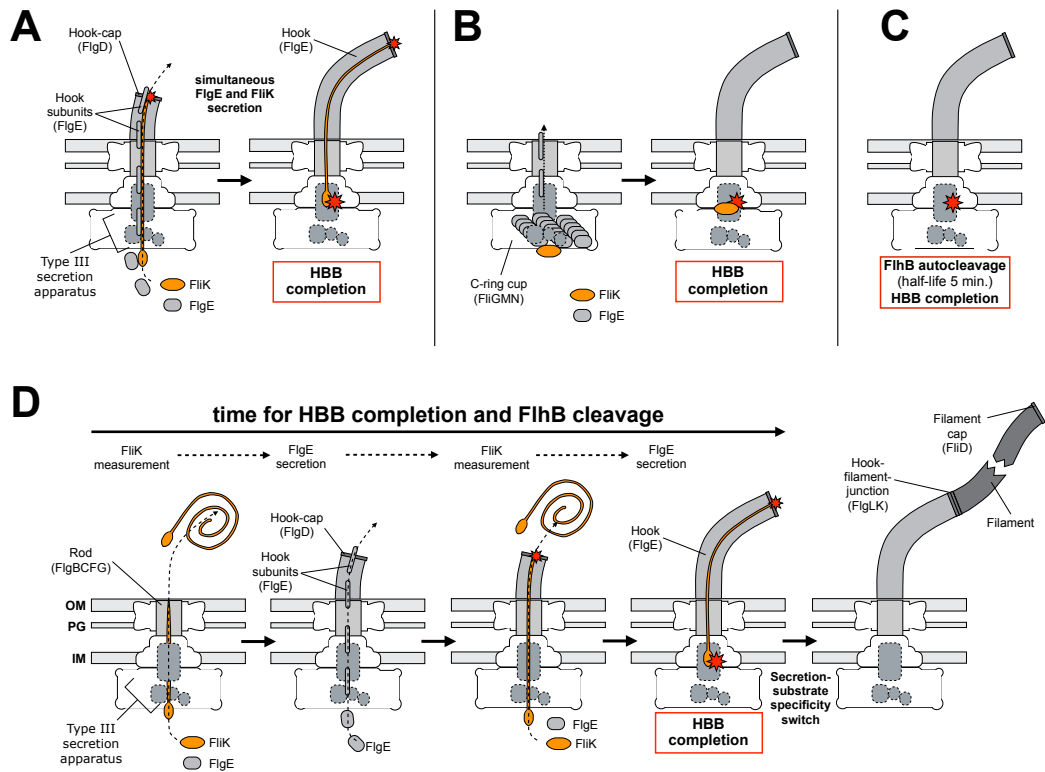 A
Hook-cap
(FlgD)
Hook
subunits
(FlgE)
simultaneous
FlgE and FliK
secretion
Hook
(FlgE)
Type III
secretion
apparatus
FliK
FlgE
HBB
completion
B
C-ring cup
(FliGMN)
FliK
FlgE
HBB
completion
C
FlhB autocleavage
(half-life 5 min.)
HBB completion
D
time for HBB completion and FlhB cleavage
FliK
measurement
FlgE
secretion
FliK
measurement
FlgE
secretion
Rod
(FlgBCFG)
OM
PG
IM
Type III
secretion
apparatus
FliK
FlgE
Hook-cap
(FlgD)
Hook
subunits
(FlgE)
FlgE
FlgE
FliK
Hook
(FlgE)
HBB
completion
Secretion-
substrate
specificity
switch
Hook-
filament-
junction
(FlgLK)
Filament
cap
(FliD)
Filament